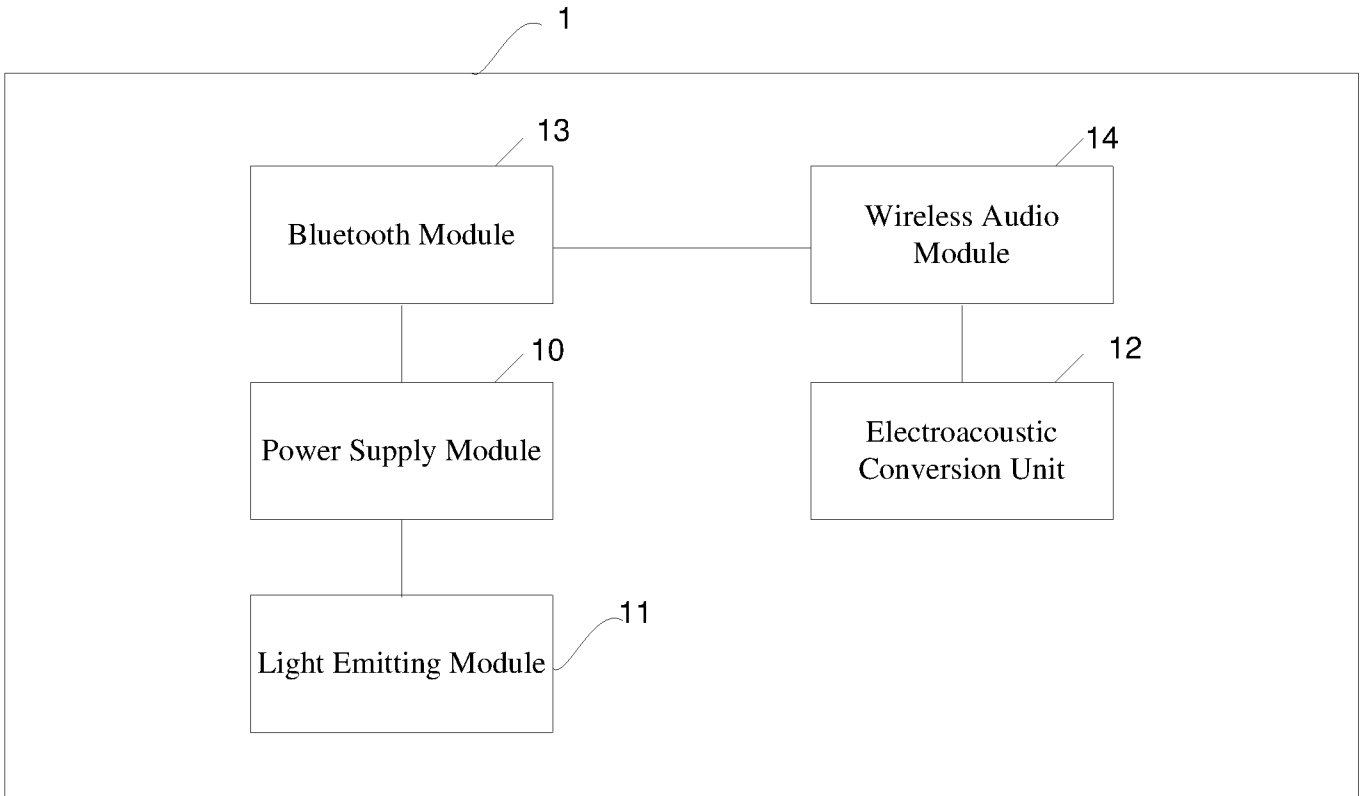 1
13
14
Bluetooth Module
Wireless Audio
Module
10
12
Power Supply Module
Electroacoustic
Conversion Unit
11
Light Emitting Module